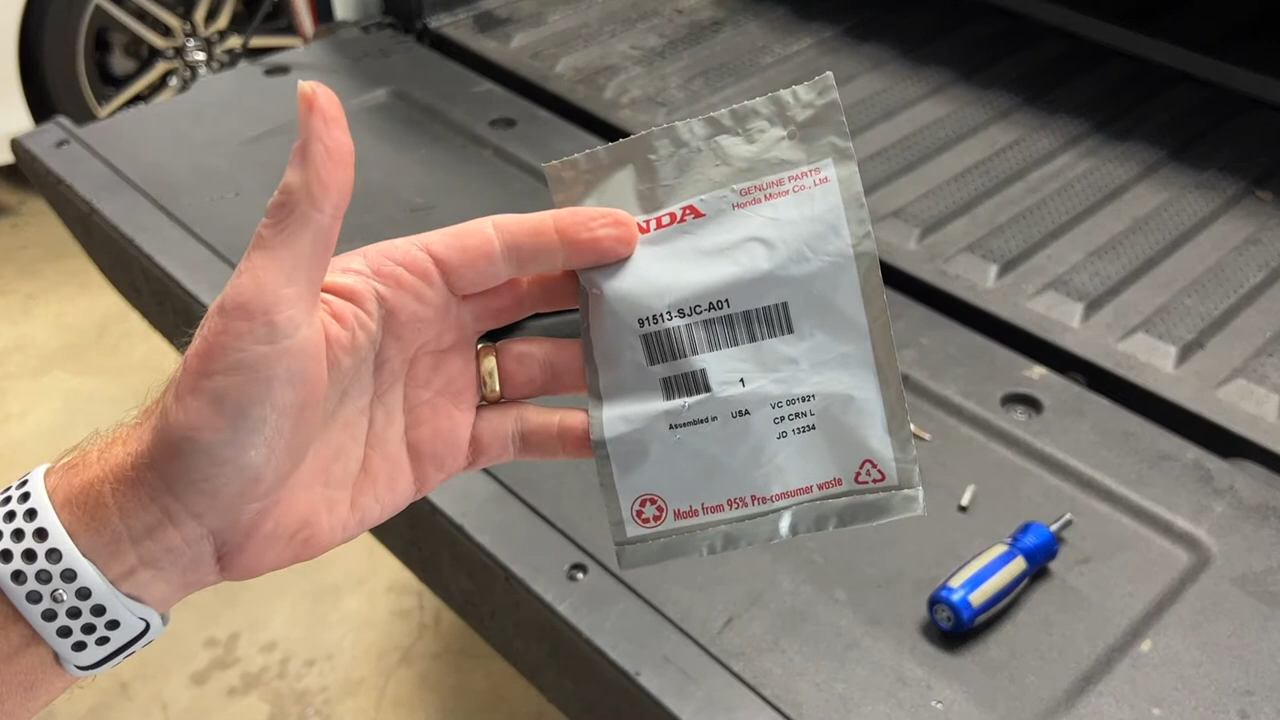 GENUINE PARTS
Honda Motor Co., Ltd.
NDA
91513-SJC-A01
1
Assembled in USA
VC 001921
CP CRN L
JD 13234
4
Made from 95% Pre-consumer waste